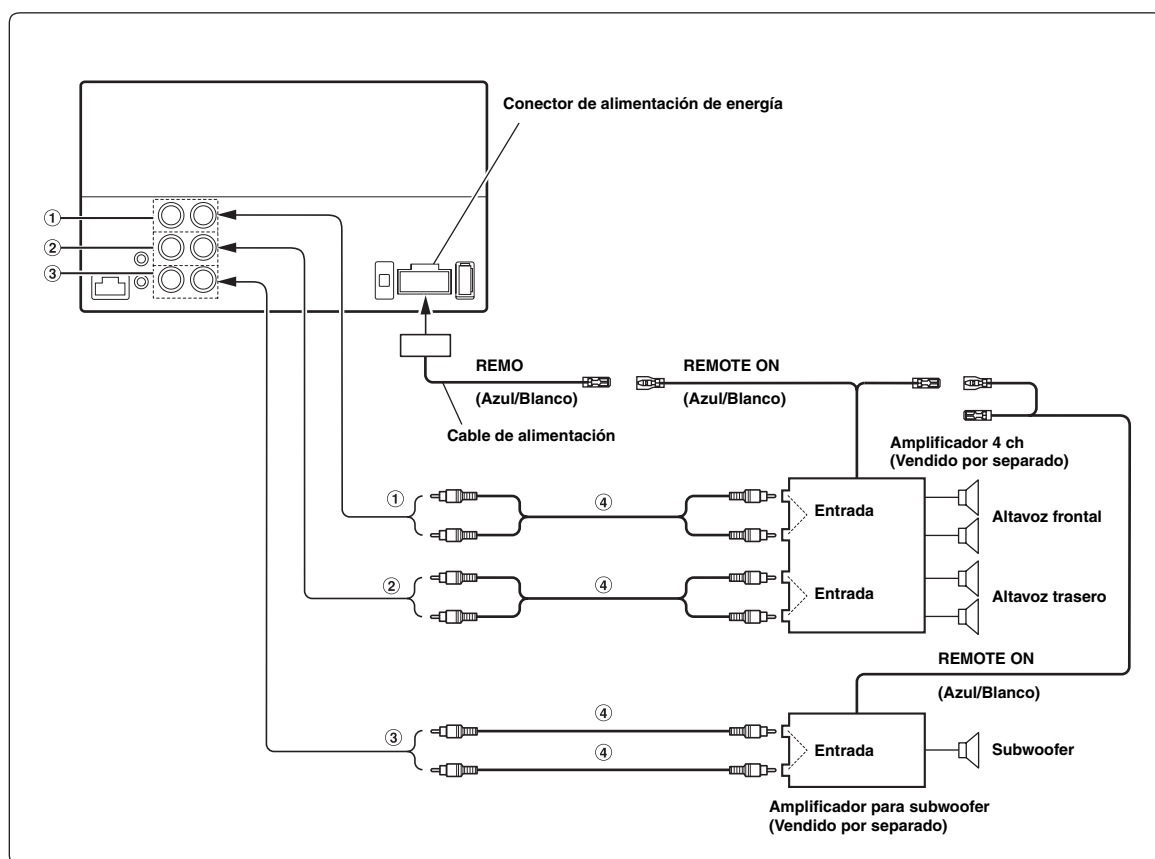 Conector de alimentación de energía
①
②
③
REMO
(Azul/Blanco)
REMOTE ON
(Azul/Blanco)
Cable de alimentación
Amplificador 4 ch
(Vendido por separado)
①
④
Entrada
Altavoz frontal
②
④
Entrada
Altavoz trasero
REMOTE ON
(Azul/Blanco)
③
④
④
Entrada
Subwoofer
Amplificador para subwoofer
(Vendido por separado)